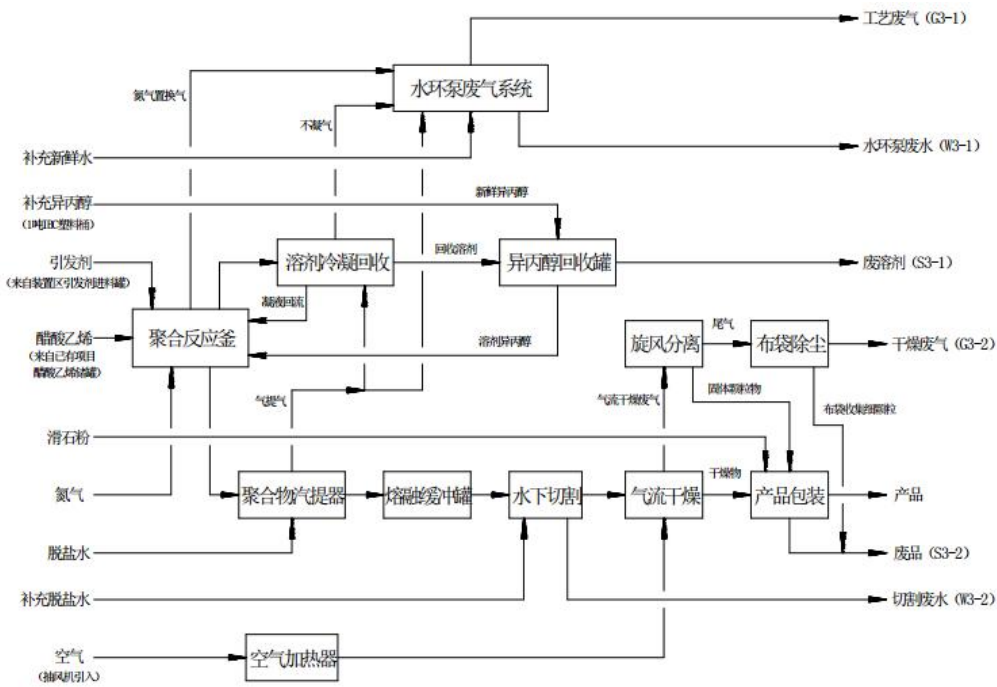 工艺废气(G3-1)
水环泵废气系统
氮气置换气
不凝气
补充新鲜水
水环泵废水(W3-1)
补充异丙醇
(1吨IBC塑料桶)
新鲜异丙醇
引发剂
(来自装置区引发剂进料罐)
溶剂冷凝回收
回收溶剂
异丙醇回收罐
废溶剂(S3-1)
凝液回流
醋酸乙烯
(来自已有项目
醋酸乙烯储罐)
聚合反应釜
溶剂异丙醇
旋风分离
尾气
布袋除尘
干燥废气(G3-2)
气提气
气流干燥废气
固体颗粒物
布袋收集细颗粒
滑石粉
氮气
聚合物汽提器
熔融缓冲罐
水下切割
气流干燥
干燥物
产品包装
产品
脱盐水
废品(S3-2)
补充脱盐水
切割废水(W3-2)
空气
(抽风机引入)
空气加热器